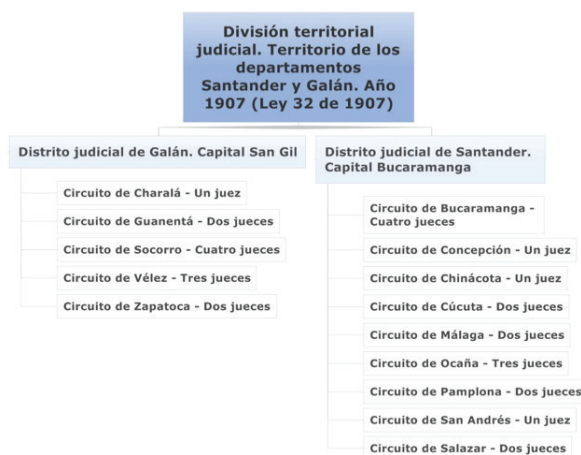 División territorial
judicial. Territorio de los
departamentos
Santander y Galán. Año
1907 (Ley 32 de 1907)
Distrito judicial de Galán. Capital San Gil
Circuito de Charalá - Un juez
Circuito de Guanentá - Dos jueces
Circuito de Socorro - Cuatro jueces
Circuito de Vélez - Tres jueces
Circuito de Zapatoca - Dos jueces
Distrito judicial de Santander.
Capital Bucaramanga
Circuito de Bucaramanga -
Cuatro jueces
Circuito de Concepción - Un juez
Circuito de Chinácota - Un juez
Circuito de Cúcuta - Dos jueces
Circuito de Málaga - Dos jueces
Circuito de Ocaña - Tres jueces
Circuito de Pamplona - Dos jueces
Circuito de San Andrés - Un juez
Circuito de Salazar - Dos jueces